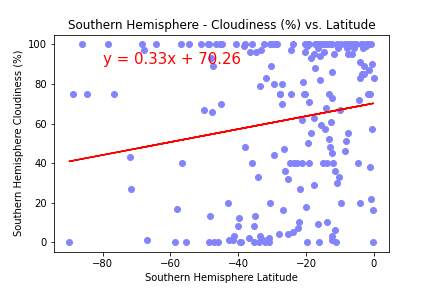 Southern Hemisphere - Cloudiness (%) vs. Latitude
y = 0.33x + 70.26
Southern Hemisphere Cloudiness (%)
100
80
60
40
20
0
−80 −60 −40 −20 0
Southern Hemisphere Latitude